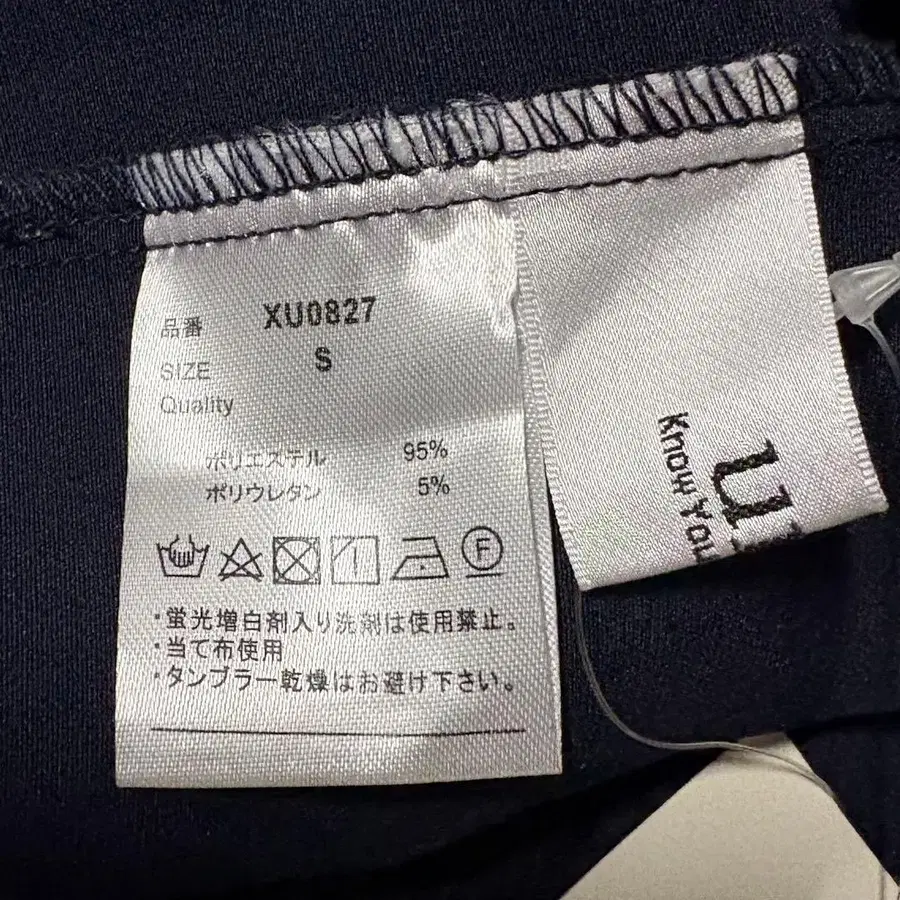 品番 XU0827
SIZE S
Quality
ポリエステル 95%
ポリウレタン 5%
F
・蛍光増白剤入り洗剤は使用禁止。
・当て布使用
・タンブラー乾燥はお避け下さい。
Know You